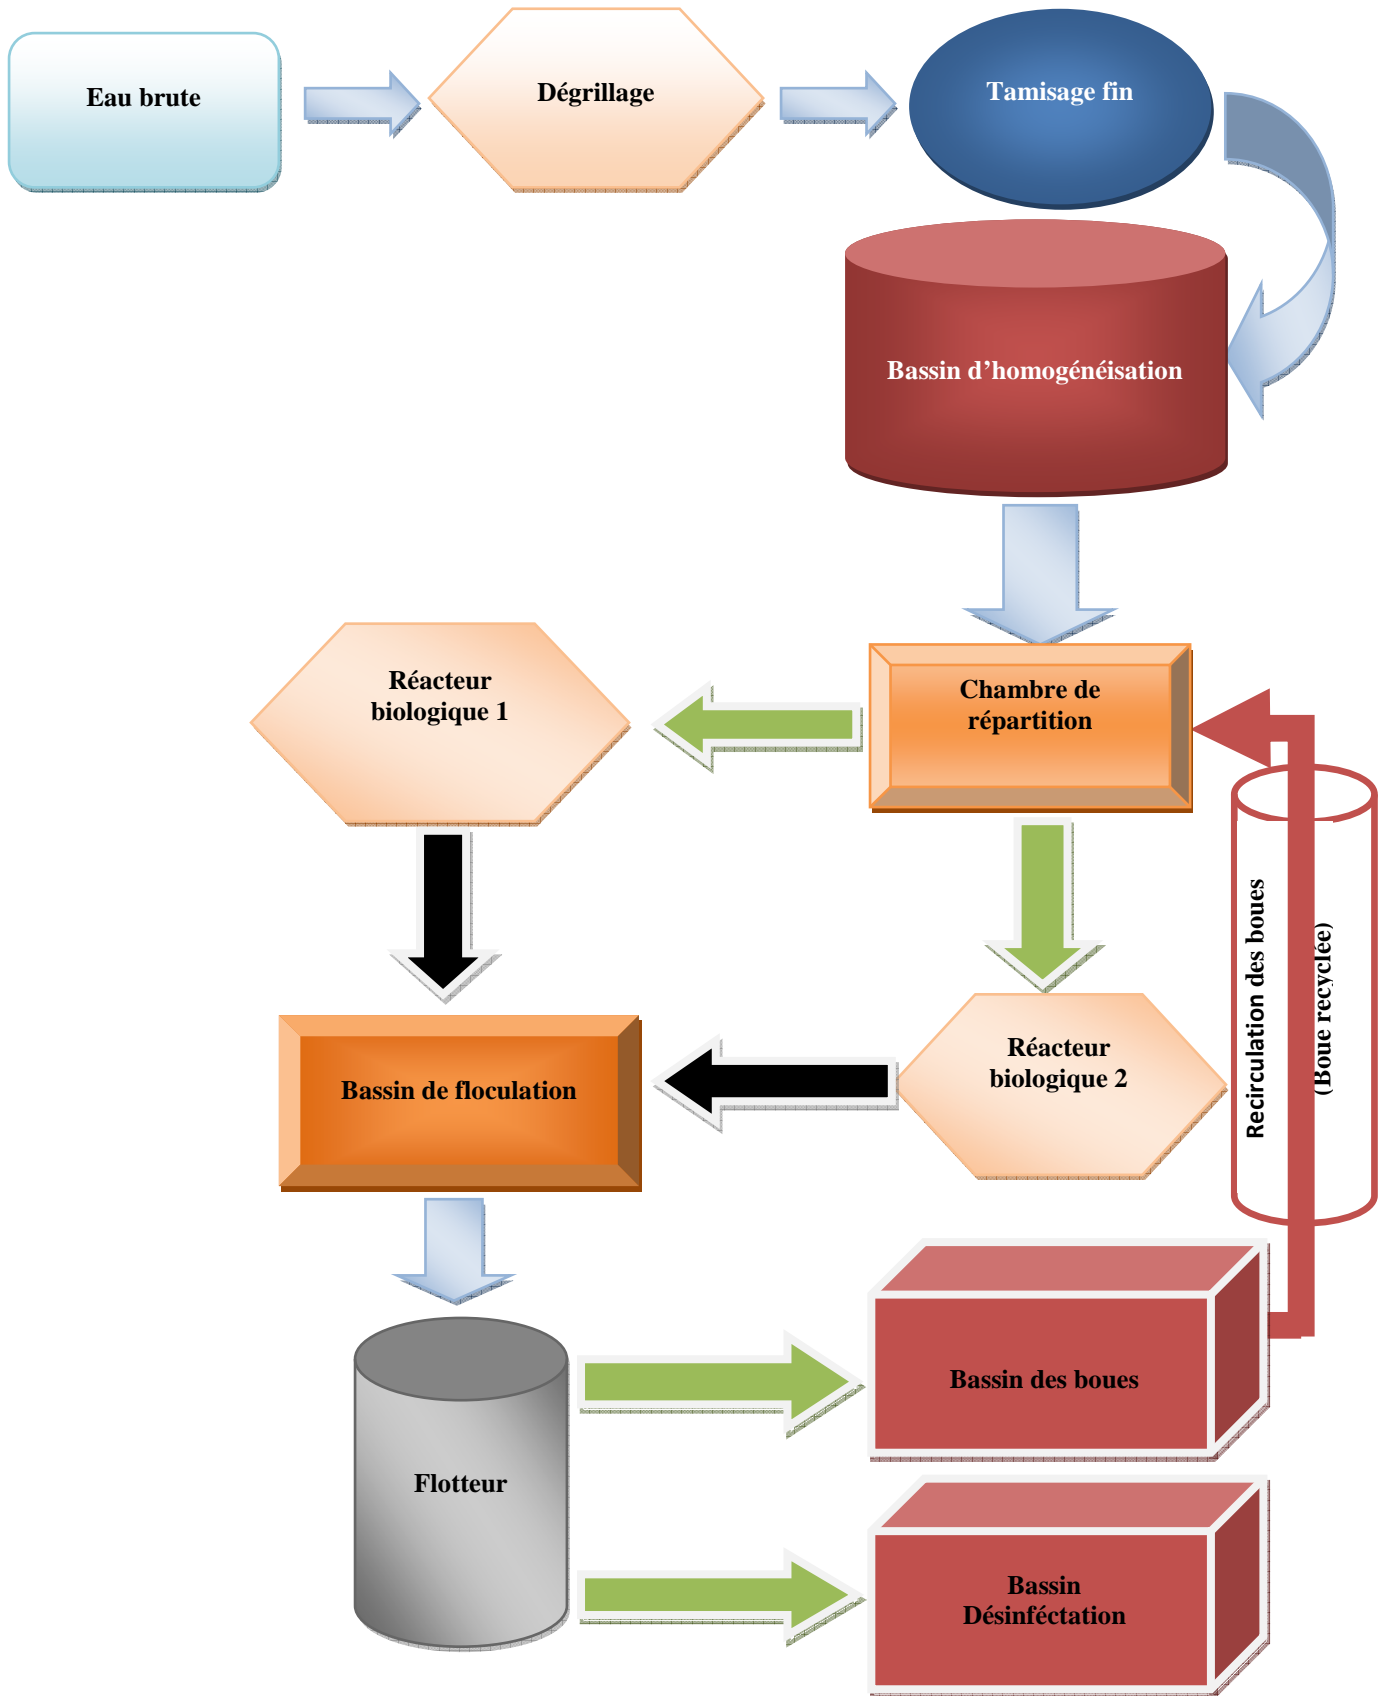 Eau brute
Dégrillage
Tamisage fin
Bassin d’homogénéisation
Chambre de
répartition
Réacteur
biologique 1
Réacteur
biologique 2
Recirculation des boues
(Boue recyclée)
Bassin de floculation
Bassin des boues
Flotteur
Bassin
Désinféctation